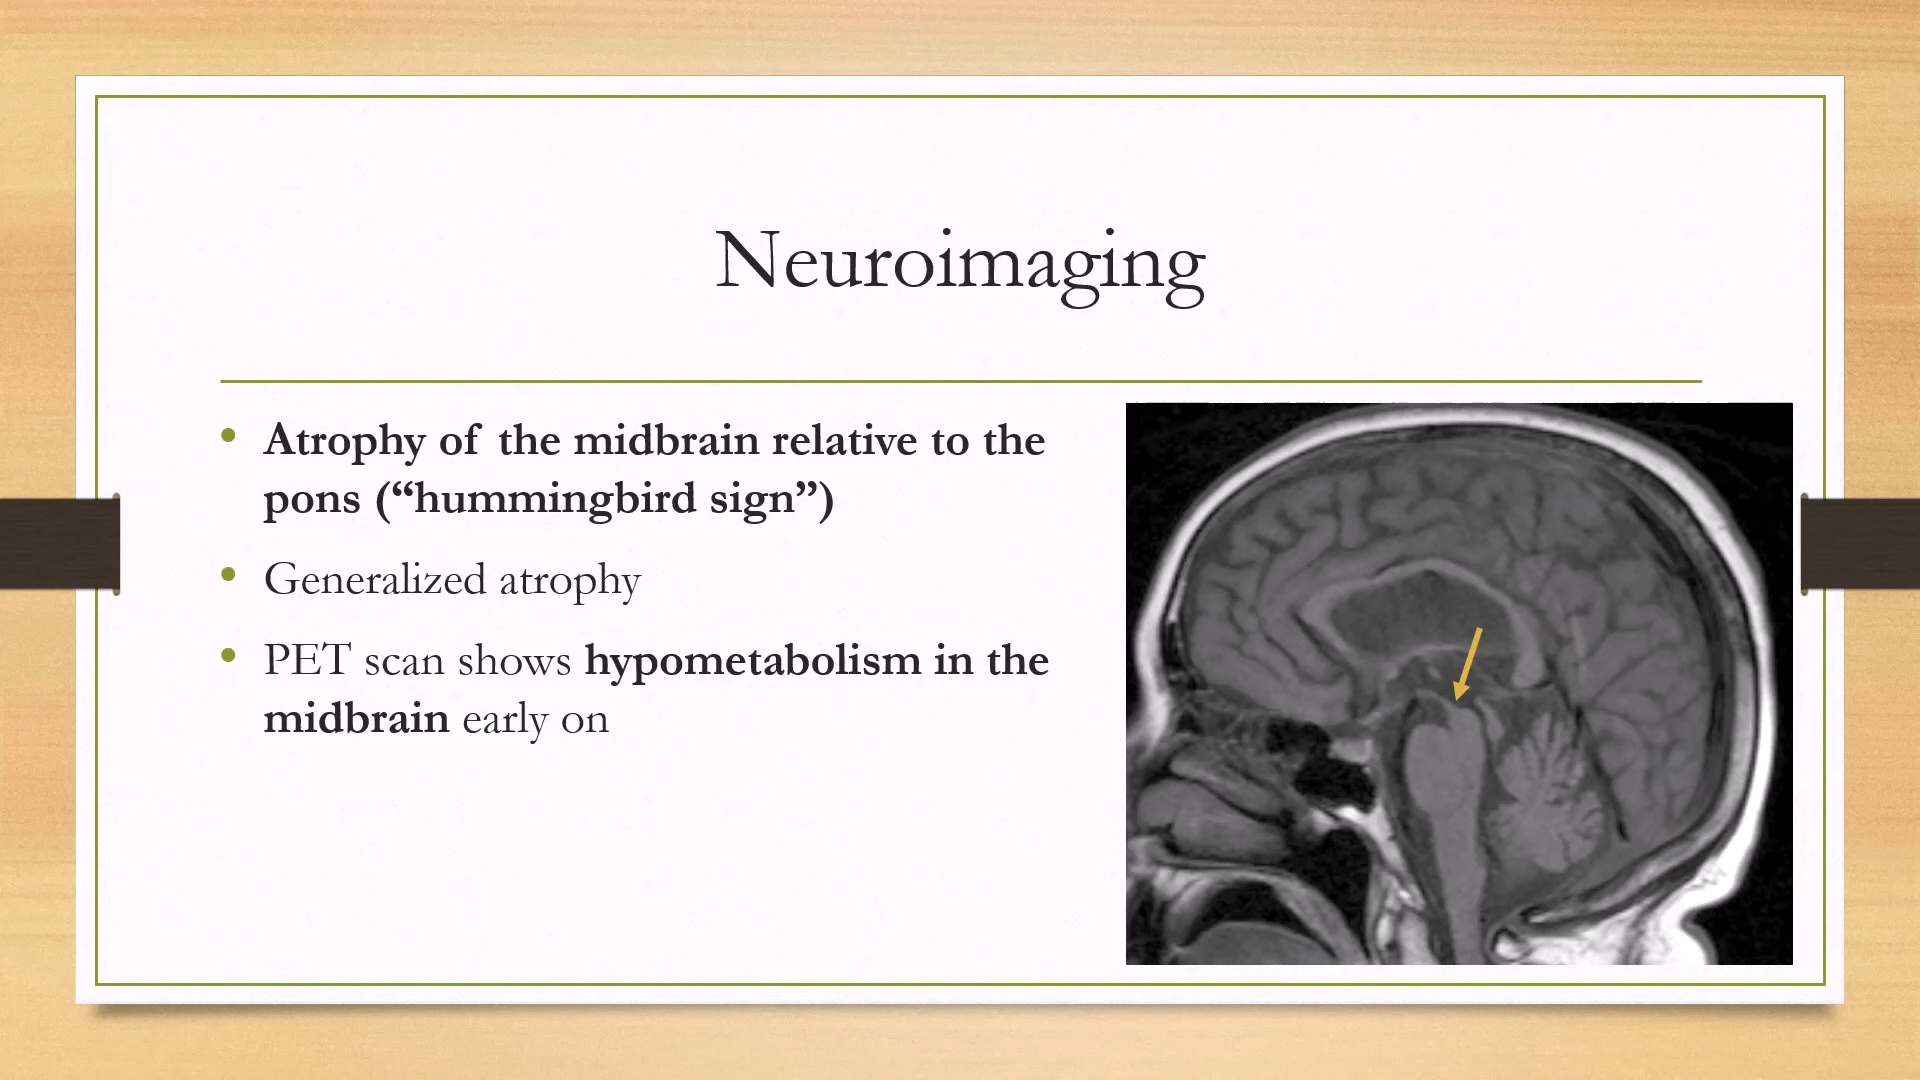 Neuroimaging
• Atrophy of the midbrain relative to the
pons (“hummingbird sign”)
• Generalized atrophy
• PET scan shows hypometabolism in the
midbrain early on